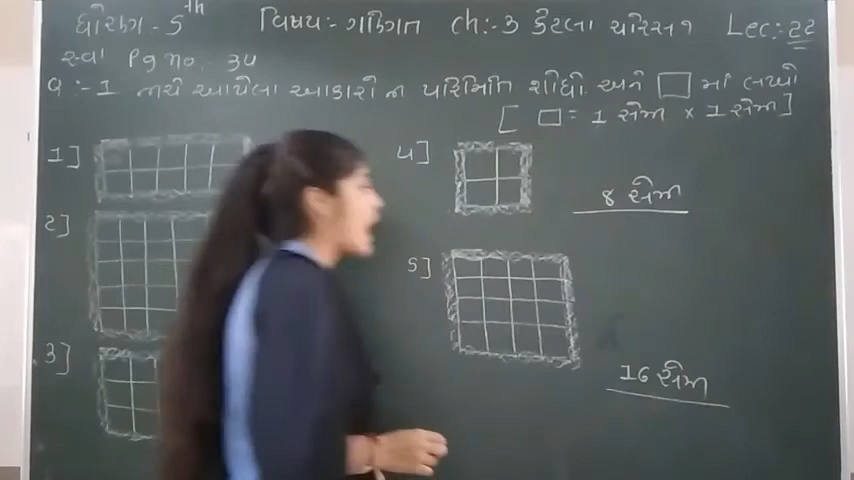 ધોરણ - 5th વિષય:- ગણિત ch:-3 કેટલા ચોરસ? Lec:- 22
સ્વા Pg no. 34
Q:-1 નીચે આપેલા આકારો ન પરિમિતિ શોધો અને □ માં લખો
[ □ = 1 સેમી × 1 સેમી ]
1]
2]
3]
4]
8 સેમી
5]
16 સેમી